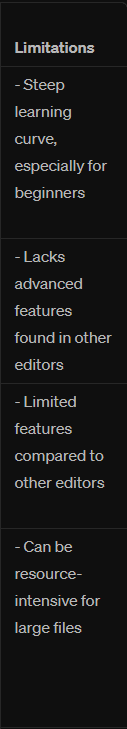 Limitations
- Steep
learning
curve,
especially for
beginners
- Lacks
advanced
features
found in other
editors
- Limited
features
compared to
other editors
- Can be
resource-
intensive for
large files